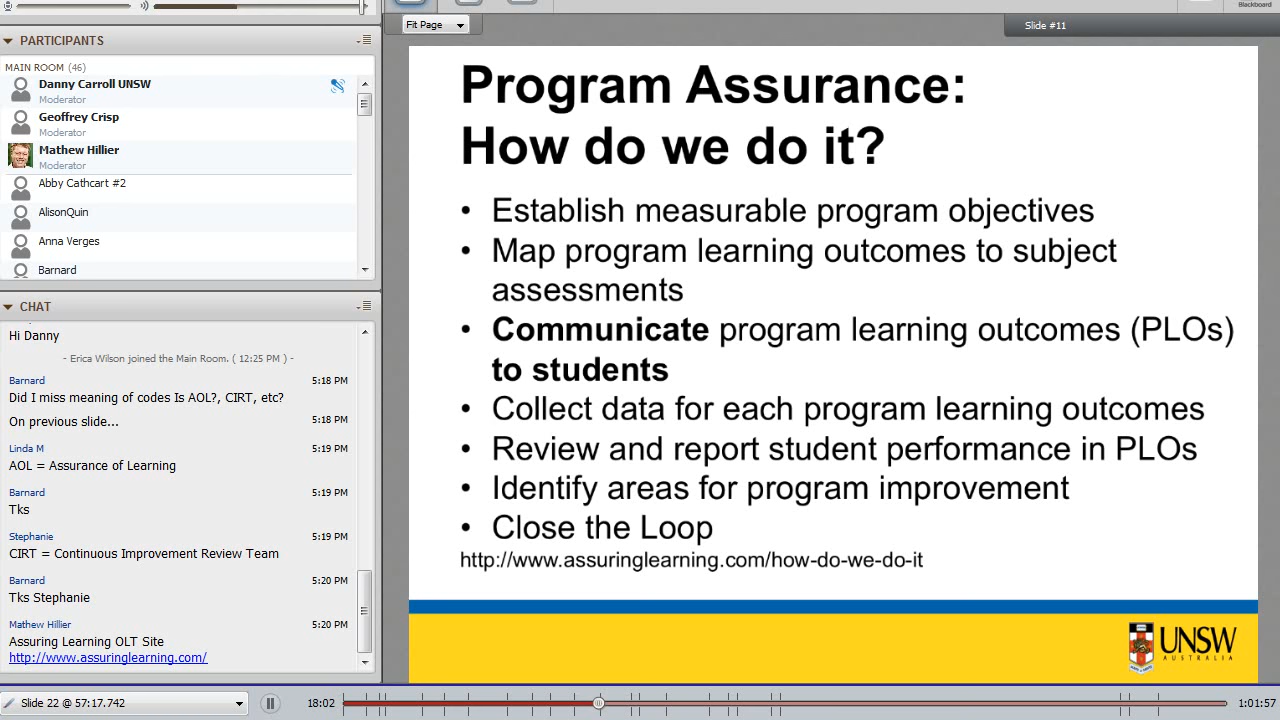 PARTICIPANTS
MAIN ROOM (46)
Danny Carroll UNSW
Moderator
Geoffrey Crisp
Moderator
Mathew Hillier
Moderator
Abby Cathcart #2
AlisonQuin
Anna Verges
Barnard
CHAT
Hi Danny
- Erica Wilson joined the Main Room. ( 12:25 PM ) -
Barnard 5:18 PM
Did I miss meaning of codes Is AOL?, CIRT, etc?
On previous slide... 5:18 PM
Linda M 5:19 PM
AOL = Assurance of Learning
Barnard 5:19 PM
Tks
Stephanie 5:19 PM
CIRT = Continuous Improvement Review Team
Barnard 5:20 PM
Tks Stephanie
Mathew Hillier 5:20 PM
Assuring Learning OLT Site
http://www.assuringlearning.com/
Blackboard
Fit Page
Slide #11
Program Assurance:
How do we do it?
• Establish measurable program objectives
• Map program learning outcomes to subject
assessments
• Communicate program learning outcomes (PLOs)
to students
• Collect data for each program learning outcomes
• Review and report student performance in PLOs
• Identify areas for program improvement
• Close the Loop
http://www.assuringlearning.com/how-do-we-do-it
UNSW
AUSTRALIA
Slide 22 @ 57:17.742
18:02
1:01:57